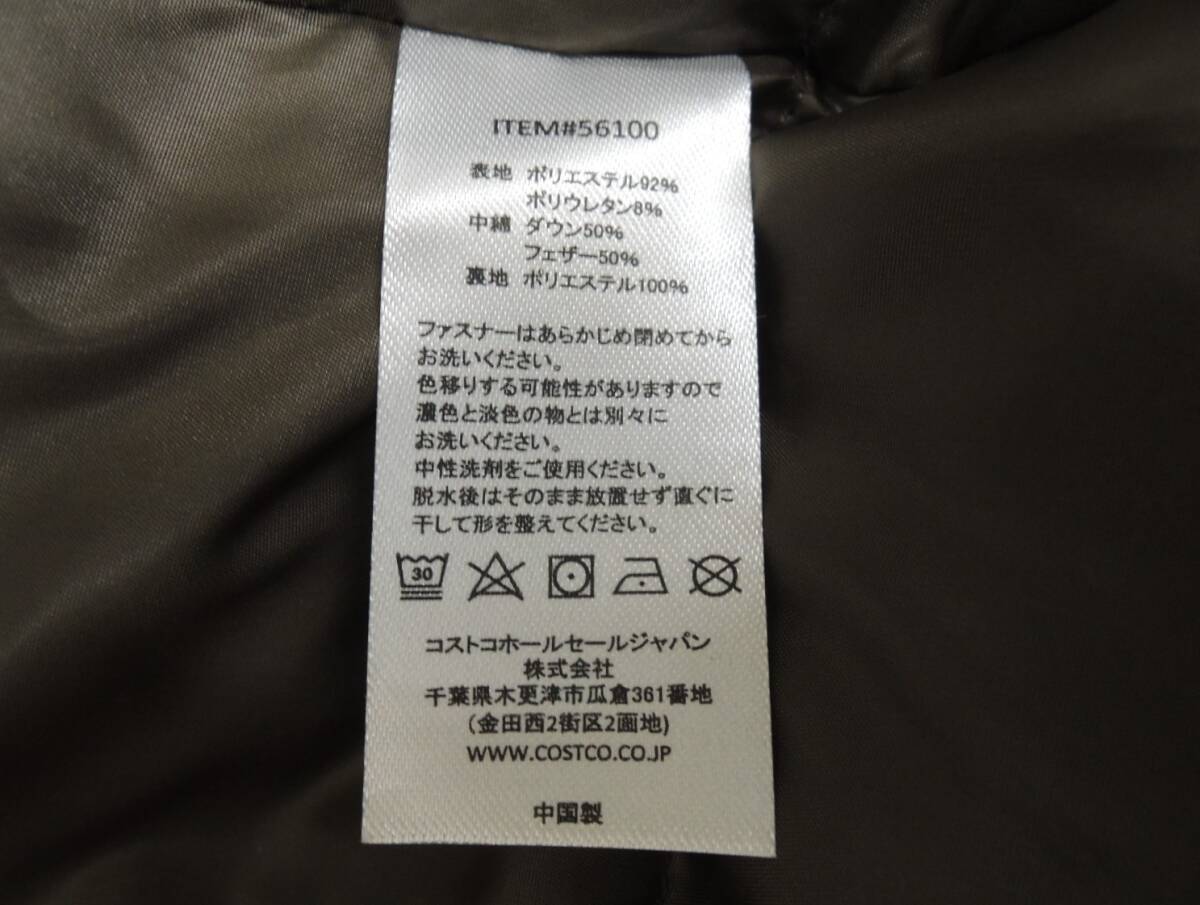 ITEM#56100
表地 ポリエステル92%
ポリウレタン8%
中綿 ダウン50%
フェザー50%
裏地 ポリエステル100%
ファスナーはあらかじめ閉めてから
お洗いください。
色移りする可能性がありますので
濃色と淡色の物とは別々に
お洗いください。
中性洗剤をご使用ください。
脱水後はそのまま放置せず直ぐに
干して形を整えてください。
30
コストコホールセールジャパン
株式会社
千葉県木更津市瓜倉361番地
(金田西2街区2画地)
WWW.COSTCO.CO.JP
中国製